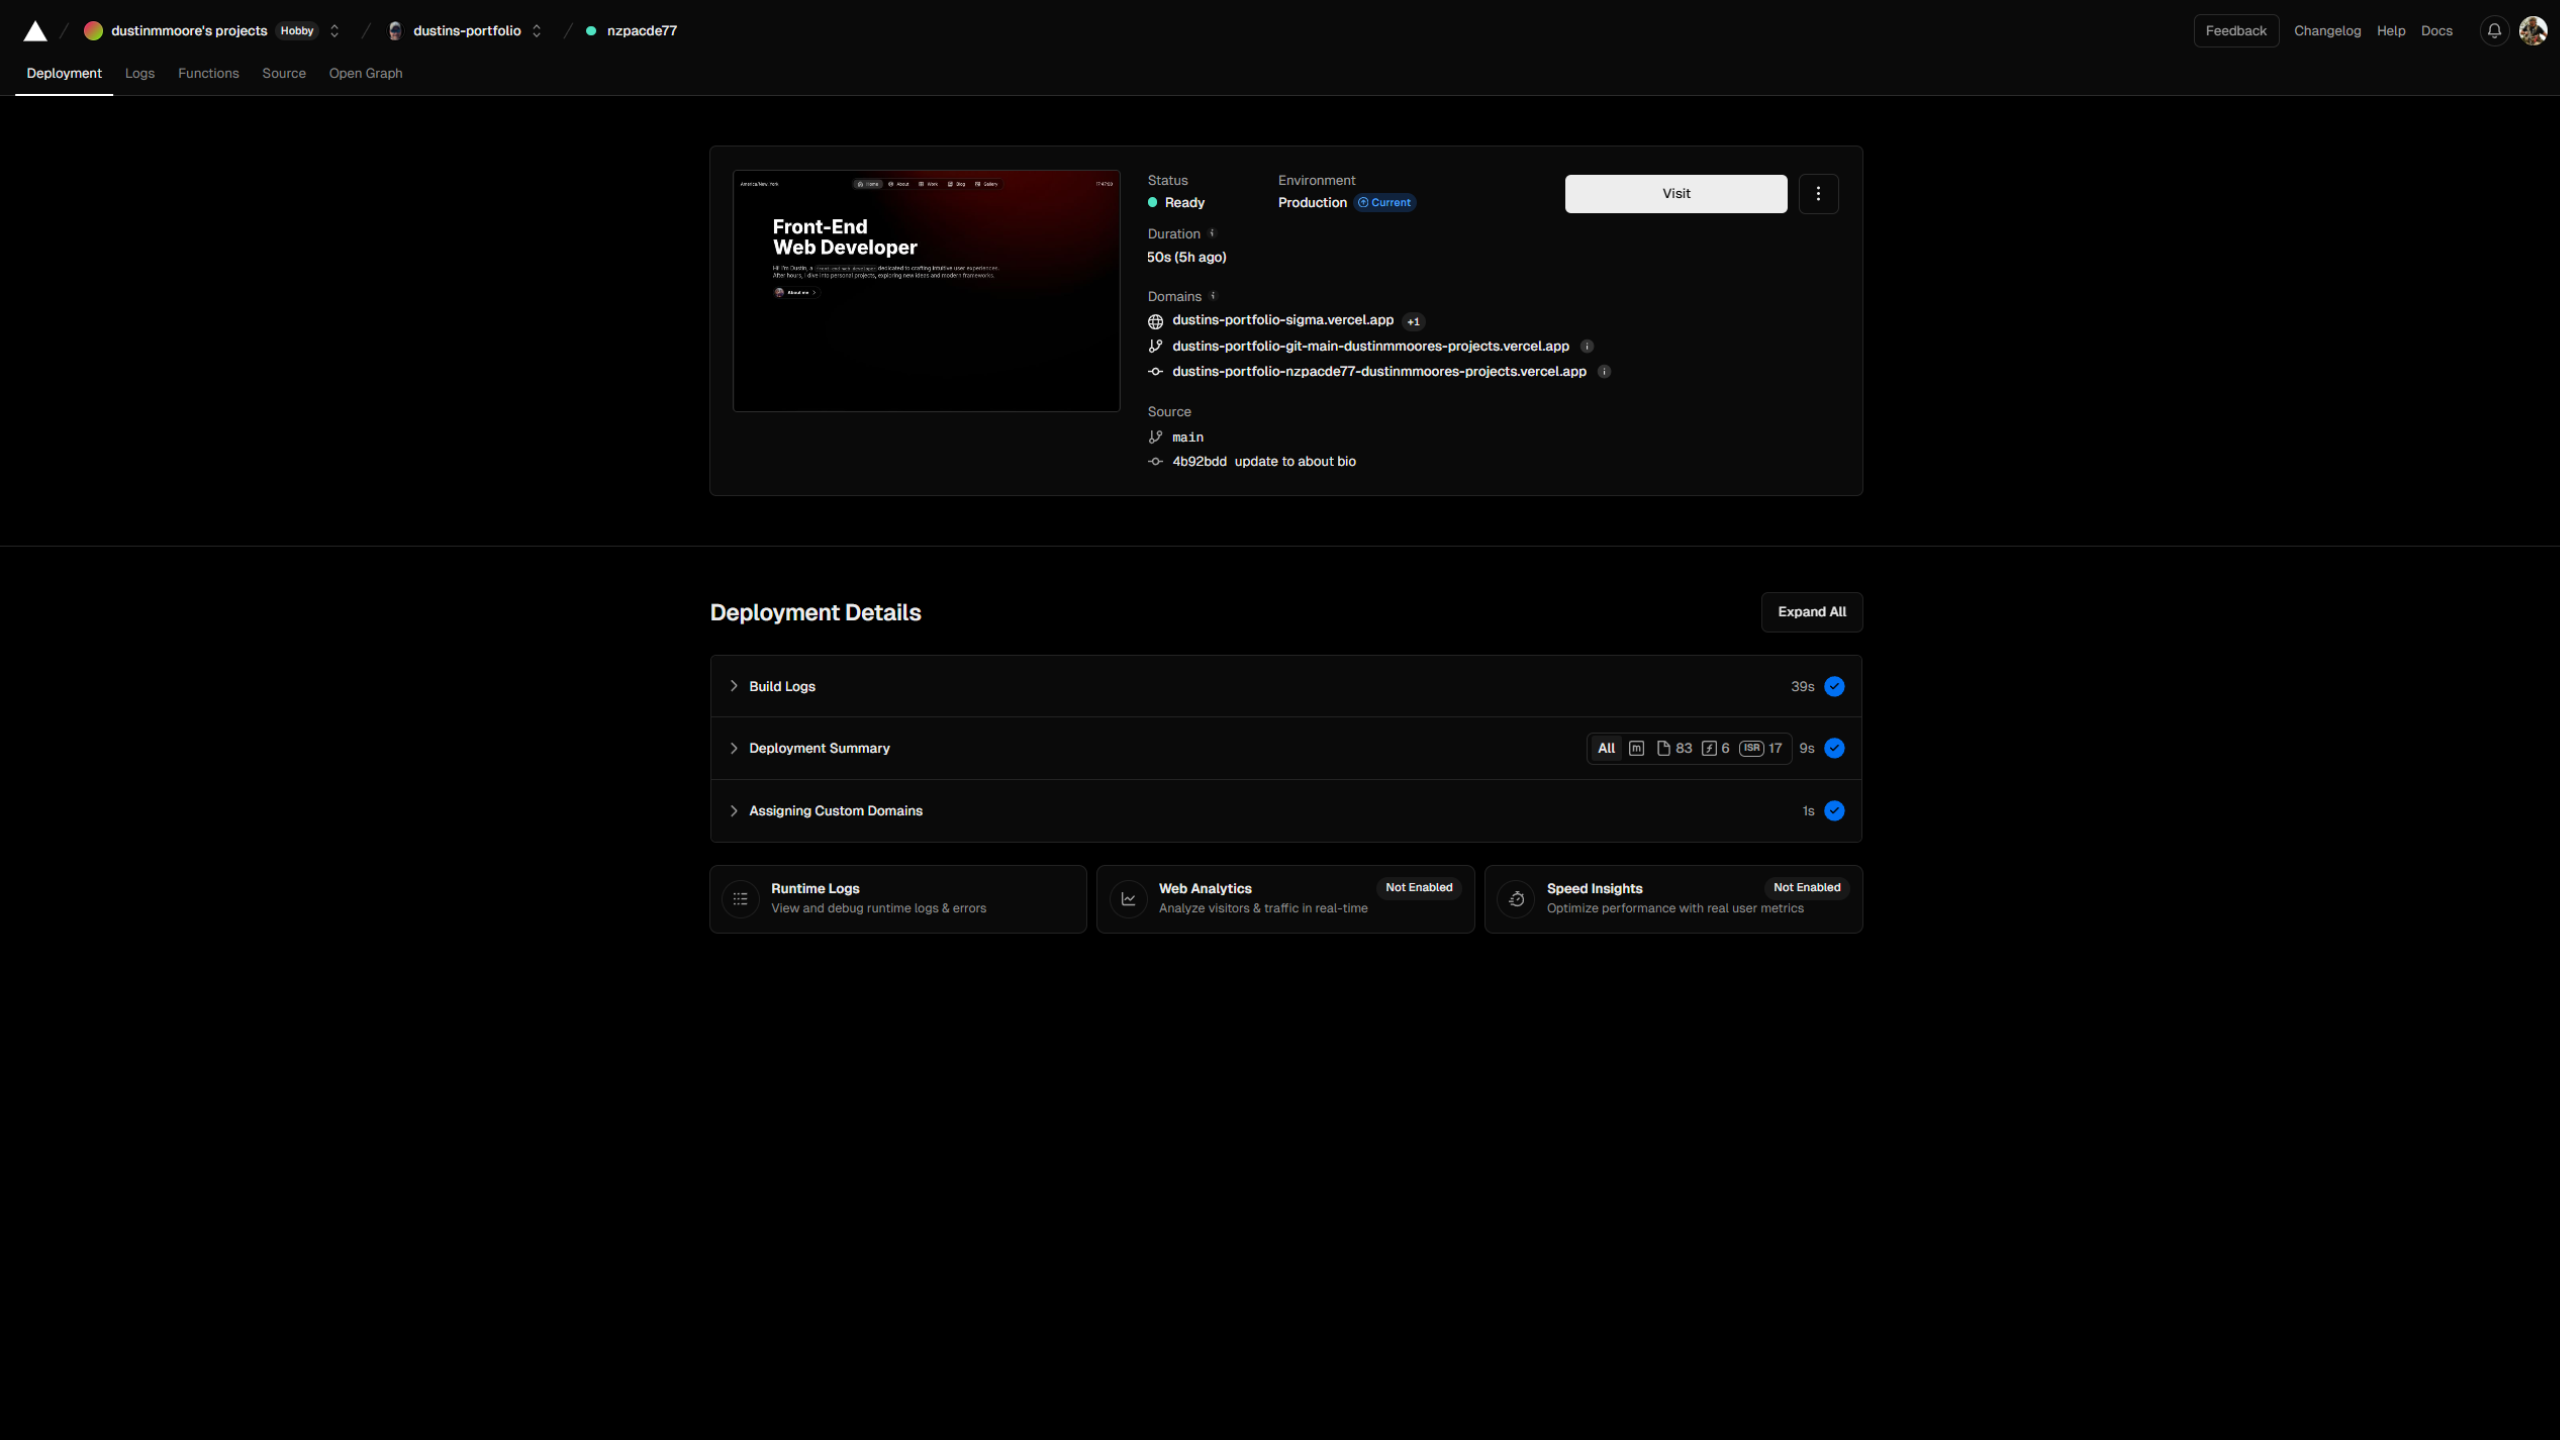 dustinmmoore's projects Hobby dustins-portfolio nzpacde77 Feedback Changelog Help Docs
Deployment Logs Functions Source Open Graph
America/New_York Home About Work Blog Gallery
Front-End
Web Developer
Hi! I'm Dustin, a front-end web developer dedicated to crafting intuitive user experiences.
After hours, I dive into personal projects, exploring new ideas and modern frameworks.
About me
Status Environment
Ready Production Current
Visit
Duration
50s (5h ago)
Domains
dustins-portfolio-sigma.vercel.app +1
dustins-portfolio-git-main-dustinmmoores-projects.vercel.app
dustins-portfolio-nzpacde77-dustinmmoores-projects.vercel.app
Source
main
4b92bdd update to about bio
Deployment Details Expand All
Build Logs 39s
Deployment Summary All m 83 6 ISR 17 9s
Assigning Custom Domains 1s
Runtime Logs
View and debug runtime logs & errors
Web Analytics Not Enabled
Analyze visitors & traffic in real-time
Speed Insights Not Enabled
Optimize performance with real user metrics